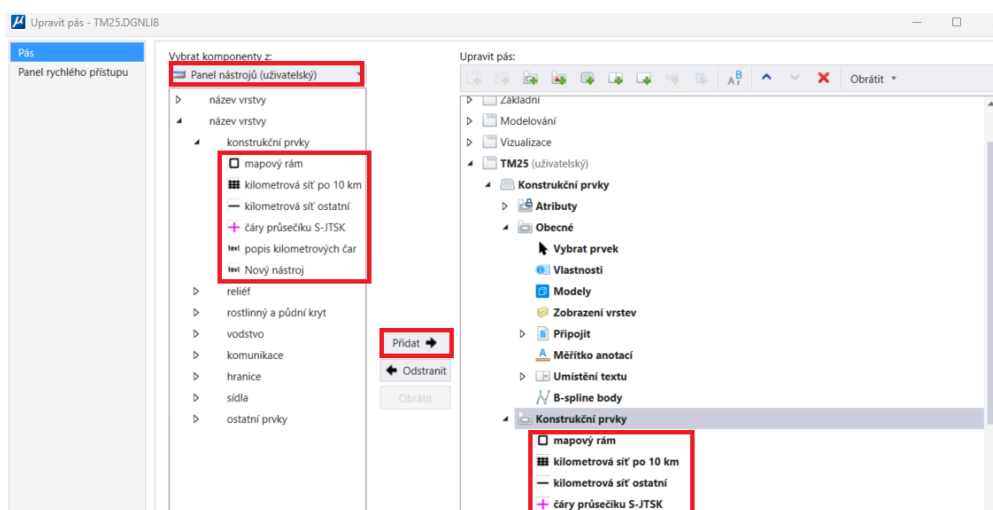 Upravit pás - TM25.DGNLIB
Pás
Panel rychlého přístupu
Vybrat komponenty z:
Panel nástrojů (uživatelský)
název vrstvy
název vrstvy
konstrukční prvky
mapový rám
kilometrová síť po 10 km
kilometrová síť ostatní
čáry průsečíku S-JTSK
text popis kilometrových čar
text Nový nástroj
reliéf
rostlinný a půdní kryt
vodstvo
komunikace
hranice
sídla
ostatní prvky
Přidat
Odstranit
Obrátit
Upravit pás:
Obrátit
Základní
Modelování
Vizualizace
TM25 (uživatelský)
Konstrukční prvky
Atributy
Obecné
Vybrat prvek
Vlastnosti
Modely
Zobrazení vrstev
Připojit
Měřítko anotací
Umístění textu
B-spline body
Konstrukční prvky
mapový rám
kilometrová síť po 10 km
kilometrová síť ostatní
čáry průsečíku S-JTSK